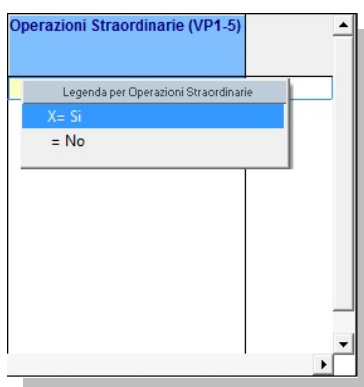 Operazioni Straordinarie (VP1-5)
Legenda per Operazioni Straordinarie
X= Si
= No